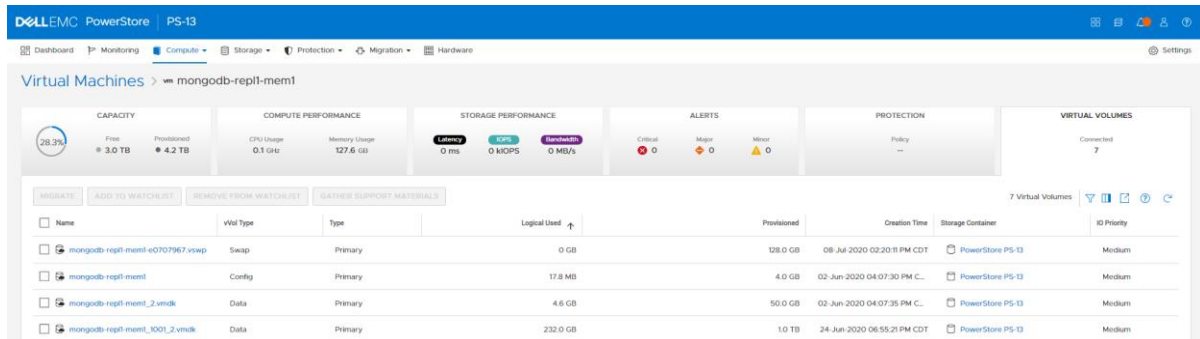 DELLEMC PowerStore PS-13
Dashboard Monitoring Compute Storage Protection Migration Hardware Settings
Virtual Machines > vm mongodb-repl1-mem1
CAPACITY COMPUTE PERFORMANCE STORAGE PERFORMANCE ALERTS PROTECTION VIRTUAL VOLUMES
28.3% Free Provisioned CPU Usage Memory Usage Latency IOPS Bandwidth Critical Major Minor Policy Connected
3.0 TB 4.2 TB 0.1 GHz 127.6 GB 0 ms 0 kIOPS 0 MB/s 0 0 0 -- 7
MIGRATE ADD TO WATCHLIST REMOVE FROM WATCHLIST GATHER SUPPORT MATERIALS 7 Virtual Volumes
Name vVol Type Type Logical Used Provisioned Creation Time Storage Container IO Priority
mongodb-repl1-mem1-e0707967.vswp Swap Primary 0 GB 128.0 GB 08-Jul-2020 02:20:11 PM CDT PowerStore PS-13 Medium
mongodb-repl1-mem1 Config Primary 17.8 MB 4.0 GB 02-Jun-2020 04:07:30 PM C... PowerStore PS-13 Medium
mongodb-repl1-mem1_2.vmdk Data Primary 4.6 GB 50.0 GB 02-Jun-2020 04:07:35 PM C... PowerStore PS-13 Medium
mongodb-repl1-mem1_1001_2.vmdk Data Primary 232.0 GB 1.0 TB 24-Jun-2020 06:55:21 PM CDT PowerStore PS-13 Medium